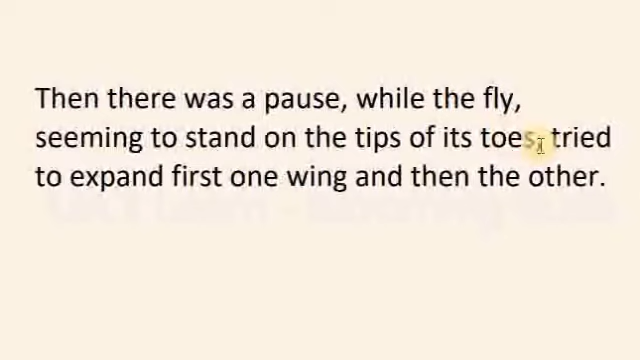 Then there was a pause, while the fly,
seeming to stand on the tips of its toes, tried
to expand first one wing and then the other.